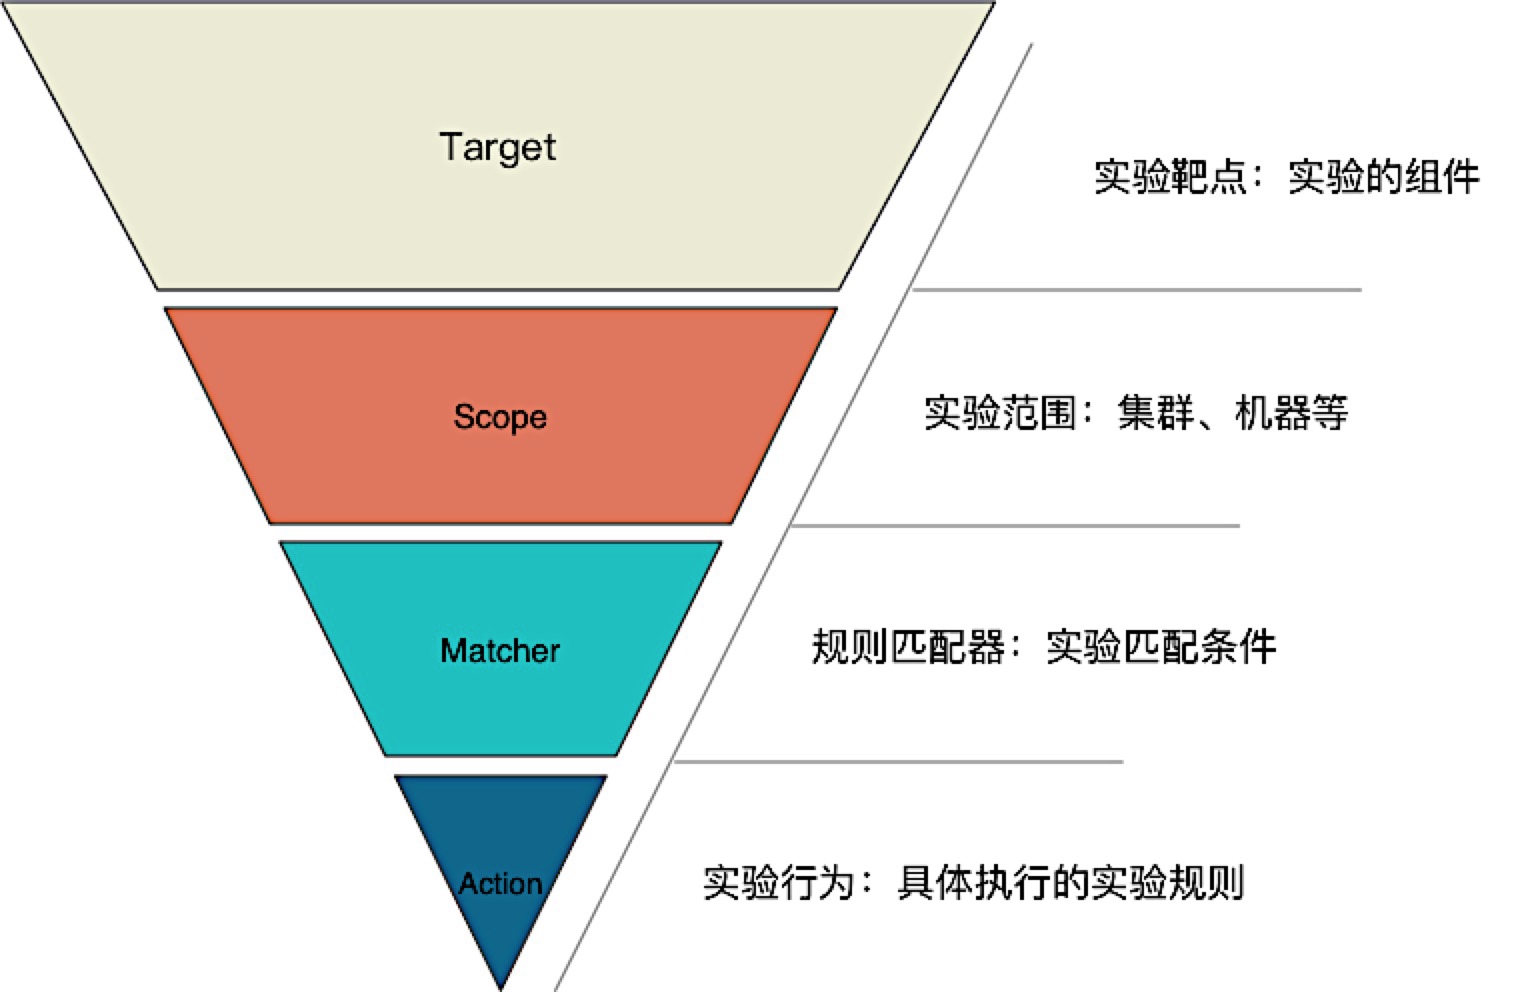 Target
实验靶点：实验的组件
Scope
实验范围：集群、机器等
Matcher
规则匹配器：实验匹配条件
Action
实验行为：具体执行的实验规则